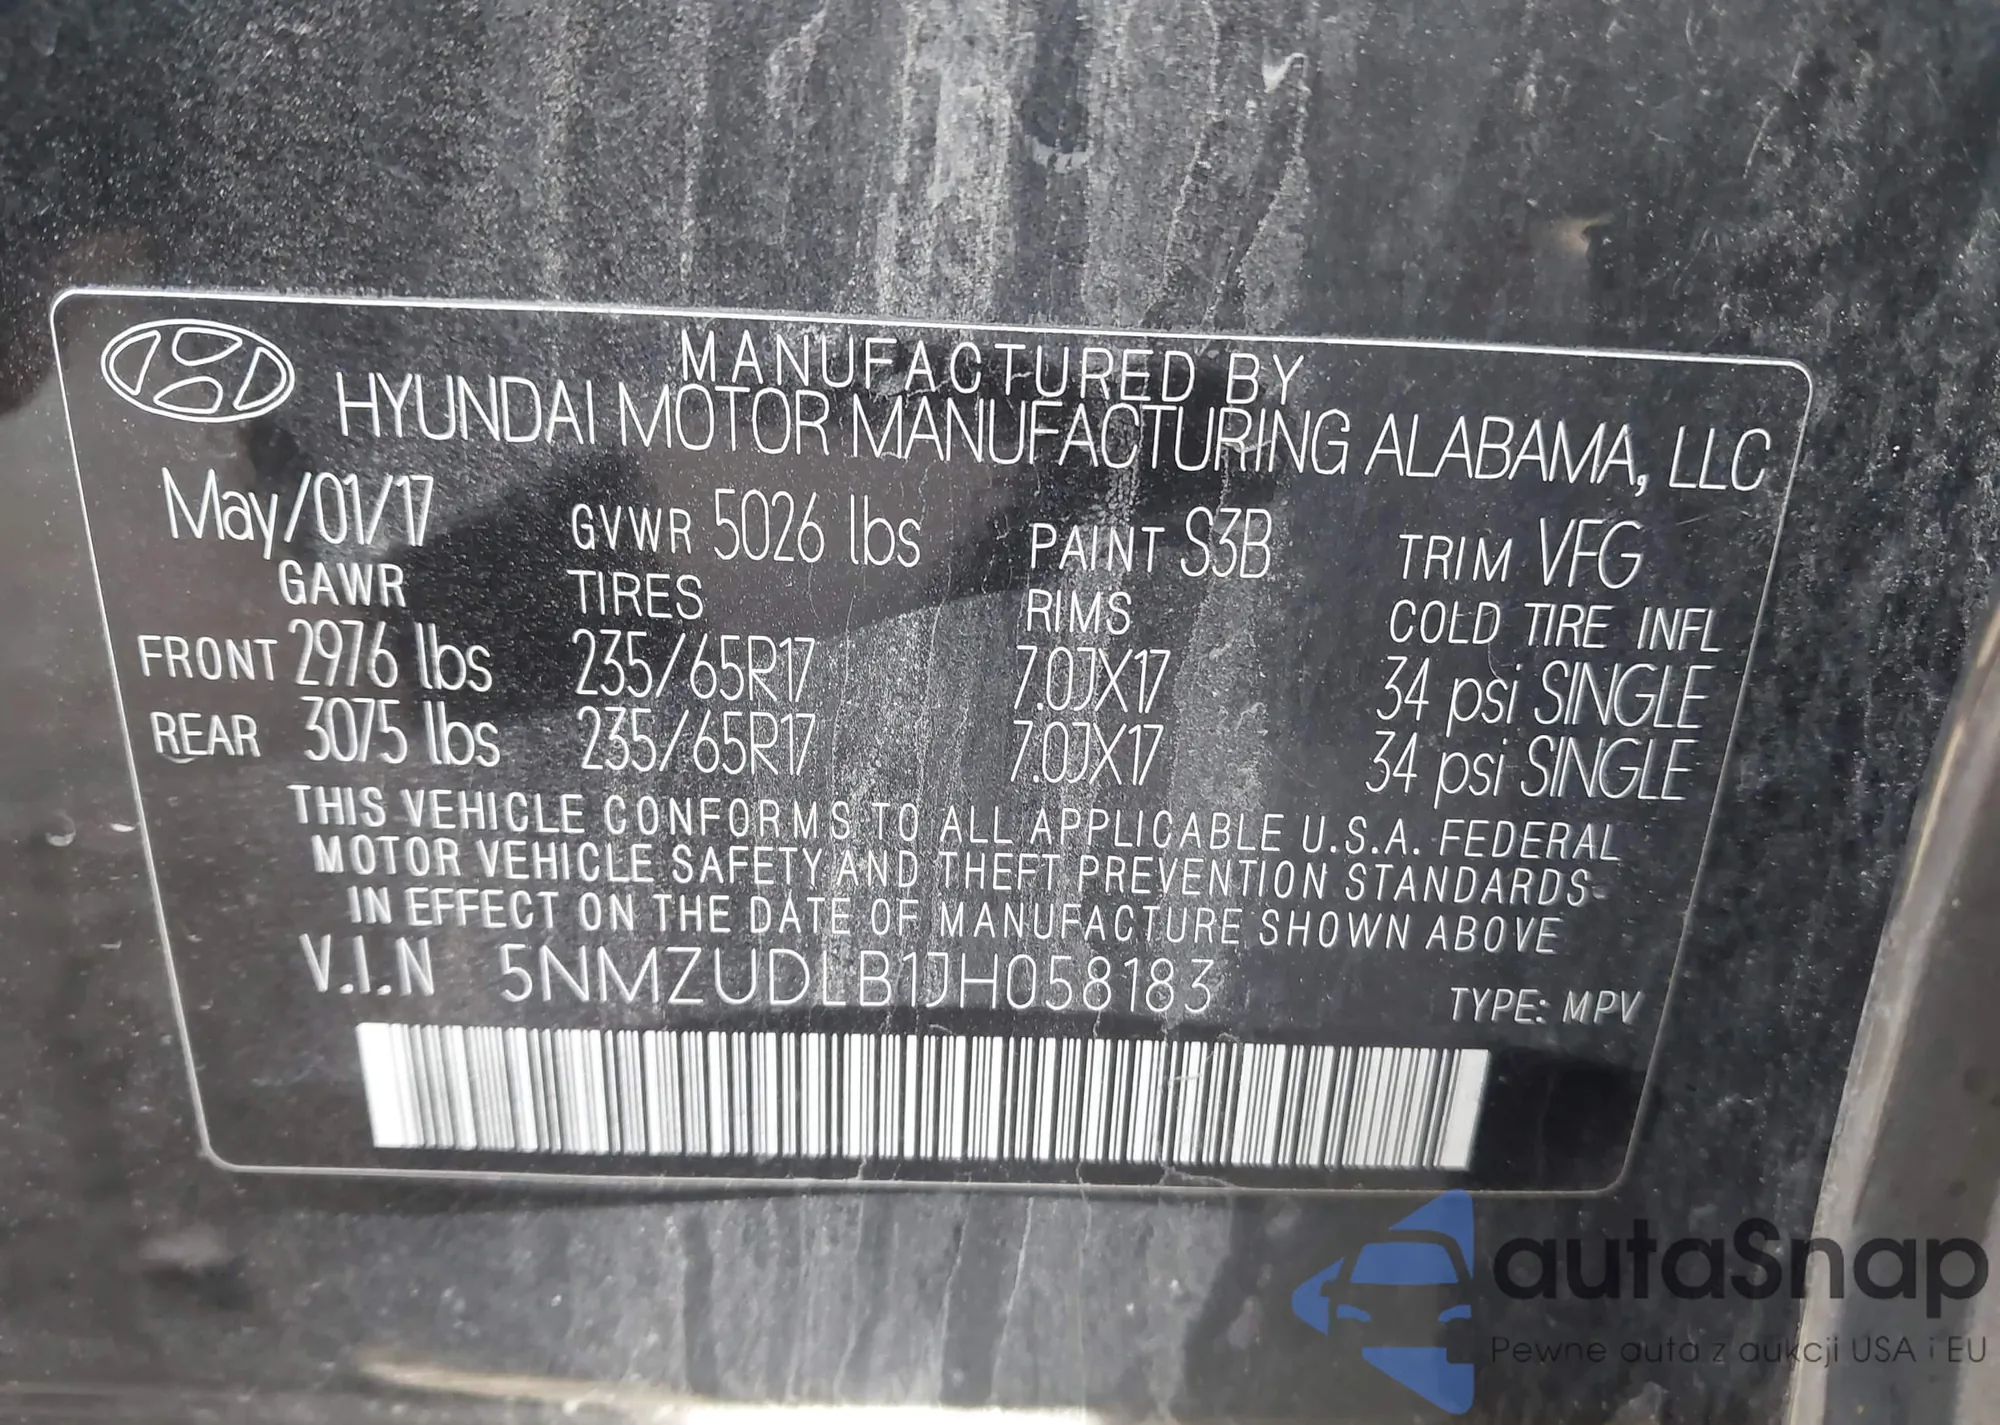 MANUFACTURED BY
HYUNDAI MOTOR MANUFACTURING ALABAMA, LLC
May/01/17 GVWR 5026 lbs PAINT S3B TRIM VFG
GAWR TIRES RIMS COLD TIRE INFL
FRONT 2976 lbs 235/65R17 7.0JX17 34 psi SINGLE
REAR 3075 lbs 235/65R17 7.0JX17 34 psi SINGLE
THIS VEHICLE CONFORMS TO ALL APPLICABLE U.S.A. FEDERAL
MOTOR VEHICLE SAFETY AND THEFT PREVENTION STANDARDS
IN EFFECT ON THE DATE OF MANUFACTURE SHOWN ABOVE
V.I.N 5NMZUDLB1JH058183 TYPE: MPV
autaSnap
Pewne auta z aukcji USA i EU